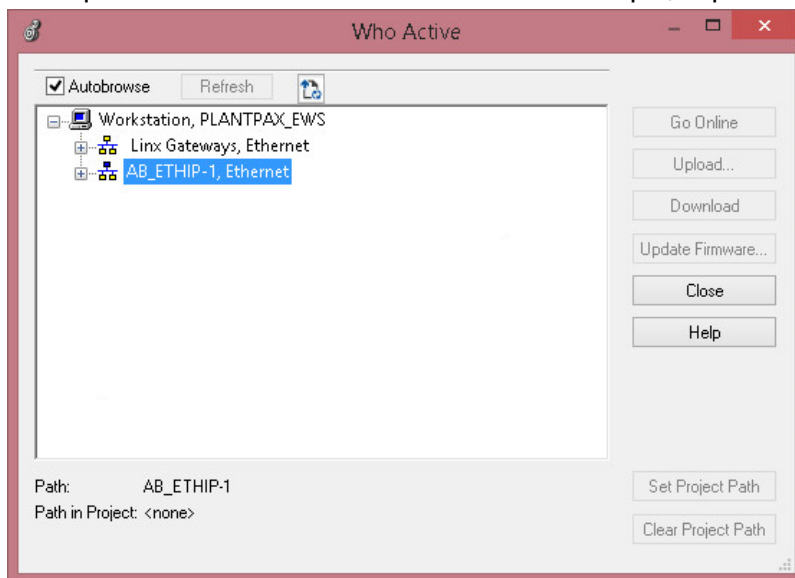 Who Active
Autobrowse
Refresh
Workstation, PLANTPAX_EWS
Linx Gateways, Ethernet
AB_ETHIP-1, Ethernet
Go Online
Upload...
Download
Update Firmware...
Close
Help
Path: AB_ETHIP-1
Path in Project: <none>
Set Project Path
Clear Project Path